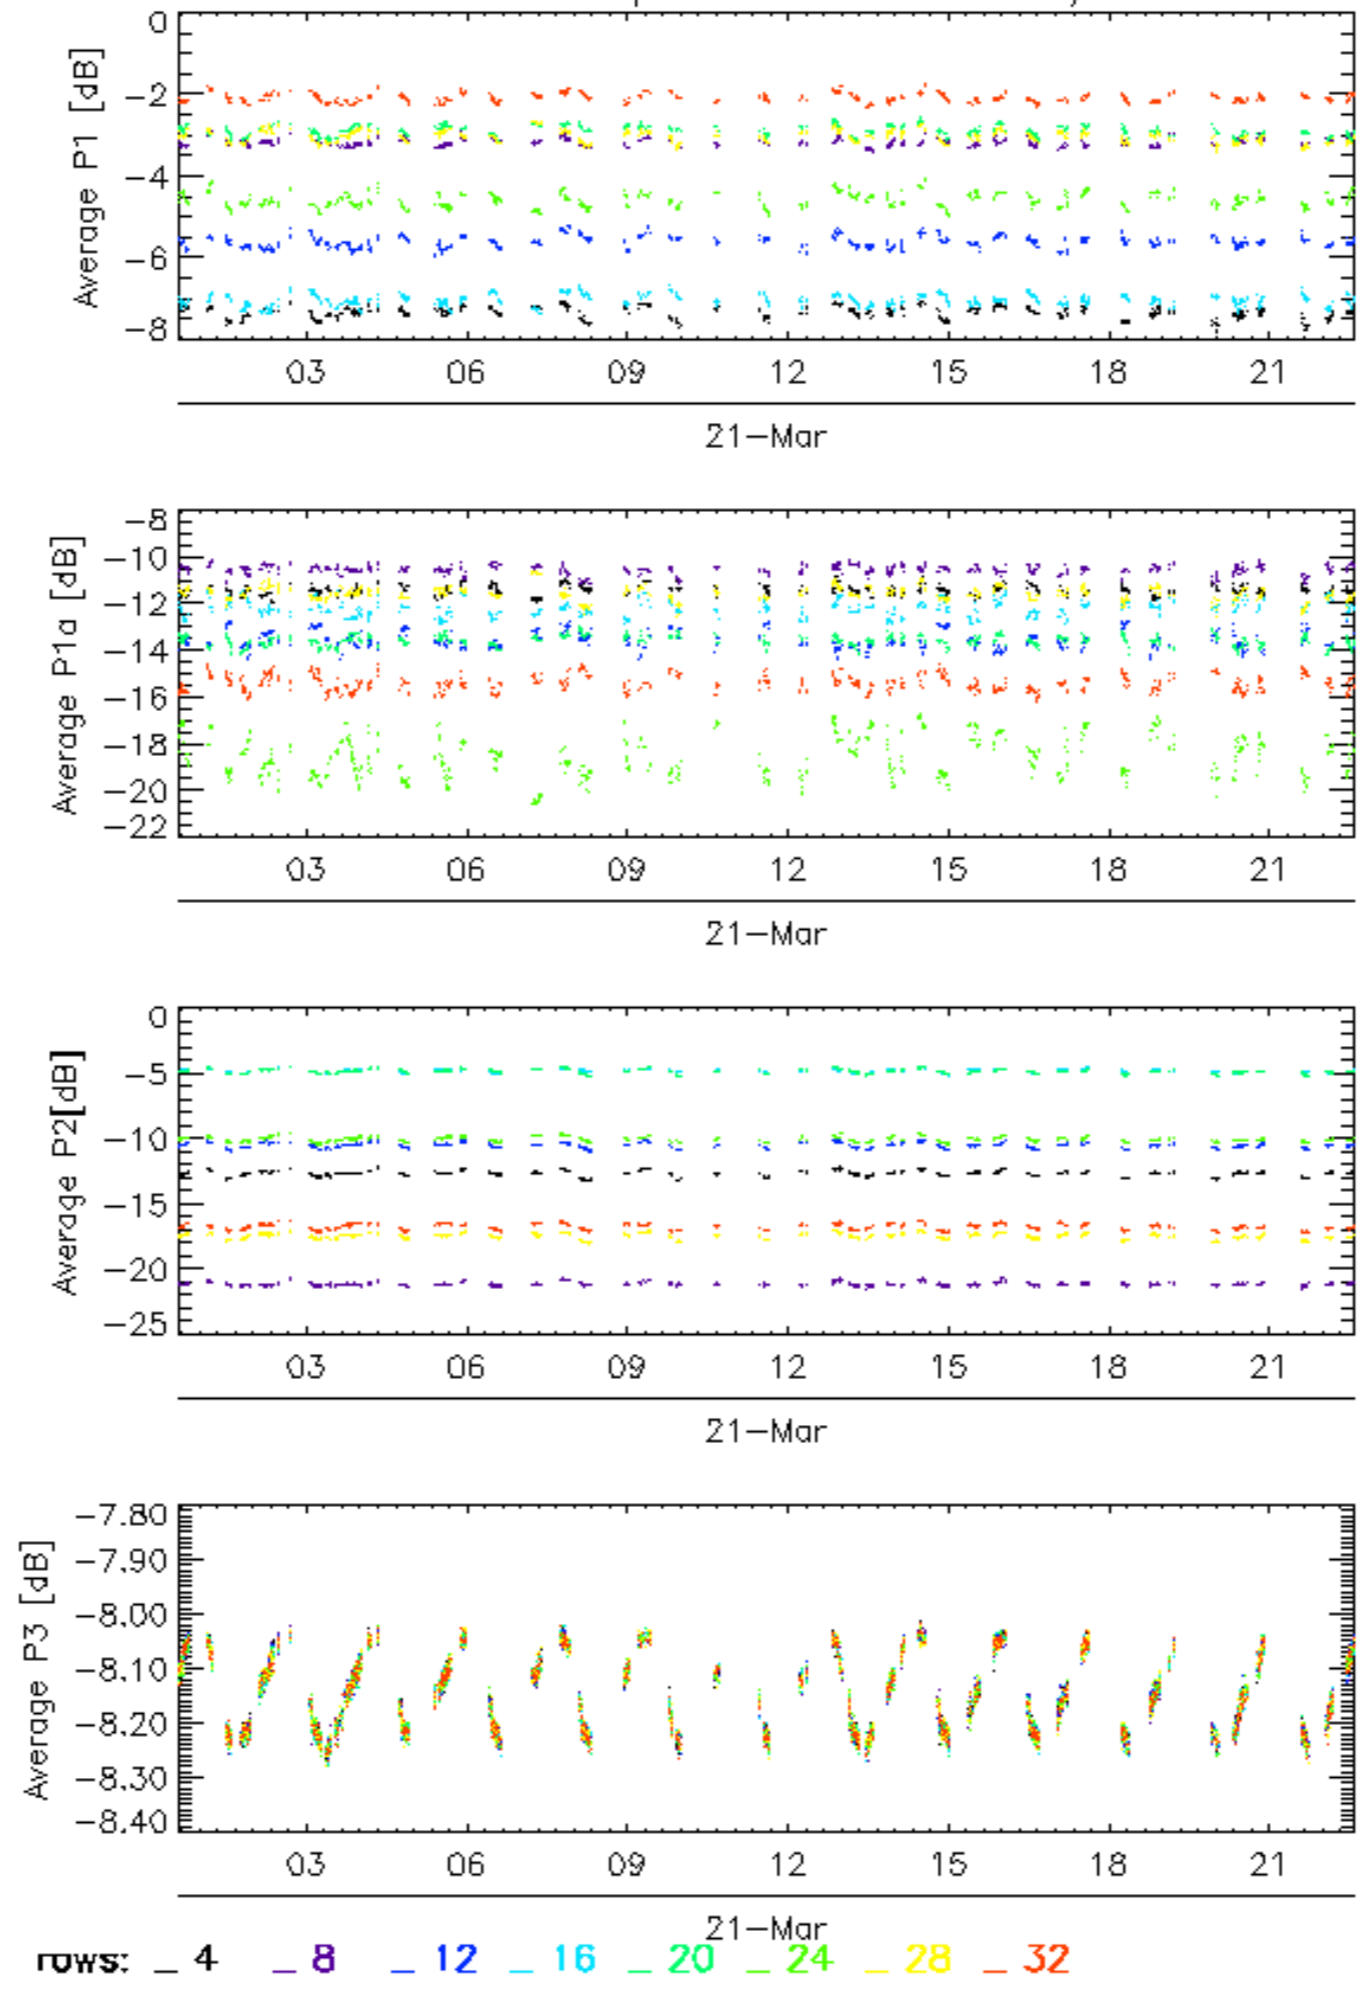 Average P1 [dB]
0
−2
−4
−6
−8
03 06 09 12 15 18 21
21−Mar
Average P1a [dB]
−8
−10
−12
−14
−16
−18
−20
−22
03 06 09 12 15 18 21
21−Mar
Average P2[dB]
0
−5
−10
−15
−20
−25
03 06 09 12 15 18 21
21−Mar
Average P3 [dB]
−7.80
−7.90
−8.00
−8.10
−8.20
−8.30
−8.40
03 06 09 12 15 18 21
21−Mar
rows: _ 4 _ 8 _ 12 _ 16 _ 20 _ 24 _ 28 _ 32